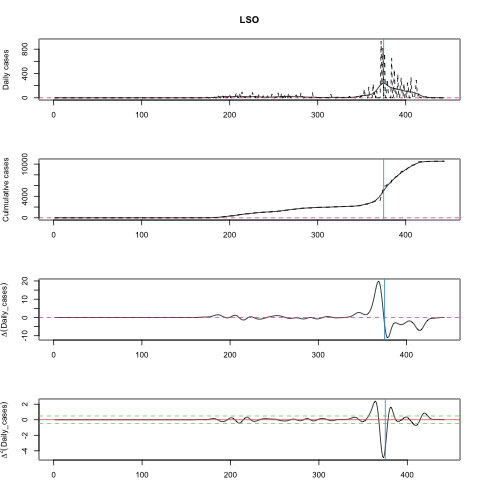 LSO
Daily cases
0 400 800
0 100 200 300 400
Culmulative cases
0 4000 10000
0 100 200 300 400
Δ(Daily_cases)
-10 0 10 20
0 100 200 300 400
Δ²(Daily_cases)
-4 -2 0 2
0 100 200 300 400